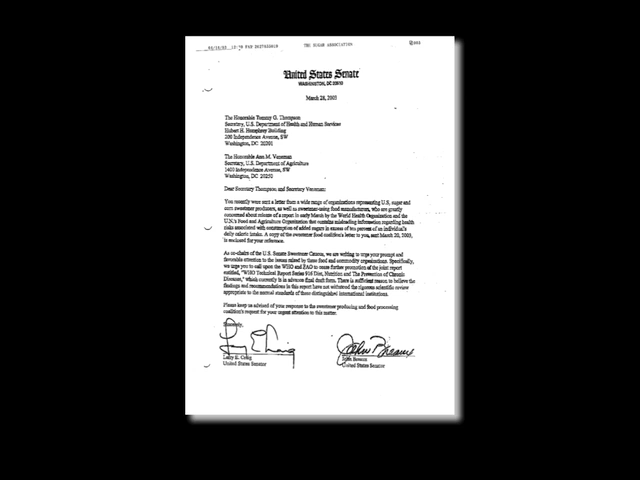 THE SUGAR ASSOCIATION
United States Senate
WASHINGTON, DC 20510
March 28, 2003
The Honorable Tommy G. Thompson
Secretary, U.S. Department of Health and Human Services
Hubert H. Humphrey Building
200 Independence Avenue, SW
Washington, DC 20201
The Honorable Ann M. Veneman
Secretary, U.S. Department of Agriculture
1400 Independence Avenue, SW
Washington, DC 20250
Dear Secretary Thompson and Secretary Veneman:
You recently were sent a letter from a wide range of organizations representing U.S. sugar and
corn sweetener producers, as well as sweetener-using food manufacturers, who are greatly
concerned about release of a report in early March by the World Health Organization and the
U.N.'s Food and Agriculture Organization that contains misleading information regarding health
risks associated with consumption of added sugars in excess of ten percent of an individual's
daily caloric intake. A copy of the sweetener food coalition's letter to you, sent March 20, 2003,
is enclosed for your reference.
As co-chairs of the U.S. Senate Sweetener Caucus, we are writing to urge your prompt and
favorable attention to the issues raised by these food and commodity organizations. Specifically,
we urge you to call upon the WHO and FAO to cease further promotion of the joint report
entitled, "WHO Technical Report Series 916 Diet, Nutrition and The Prevention of Chronic
Diseases," which currently is in advance final draft form. There is sufficient reason to believe the
findings and recommendations in this report have not withstood the rigorous scientific review
appropriate to the mutual standards of these distinguished international institutions.
Please keep us advised of your response to the sweetener producing and food processing
coalition's request for your urgent attention to this matter.
Sincerely,
Larry E. Craig
John Breaux
United States Senator
United States Senator